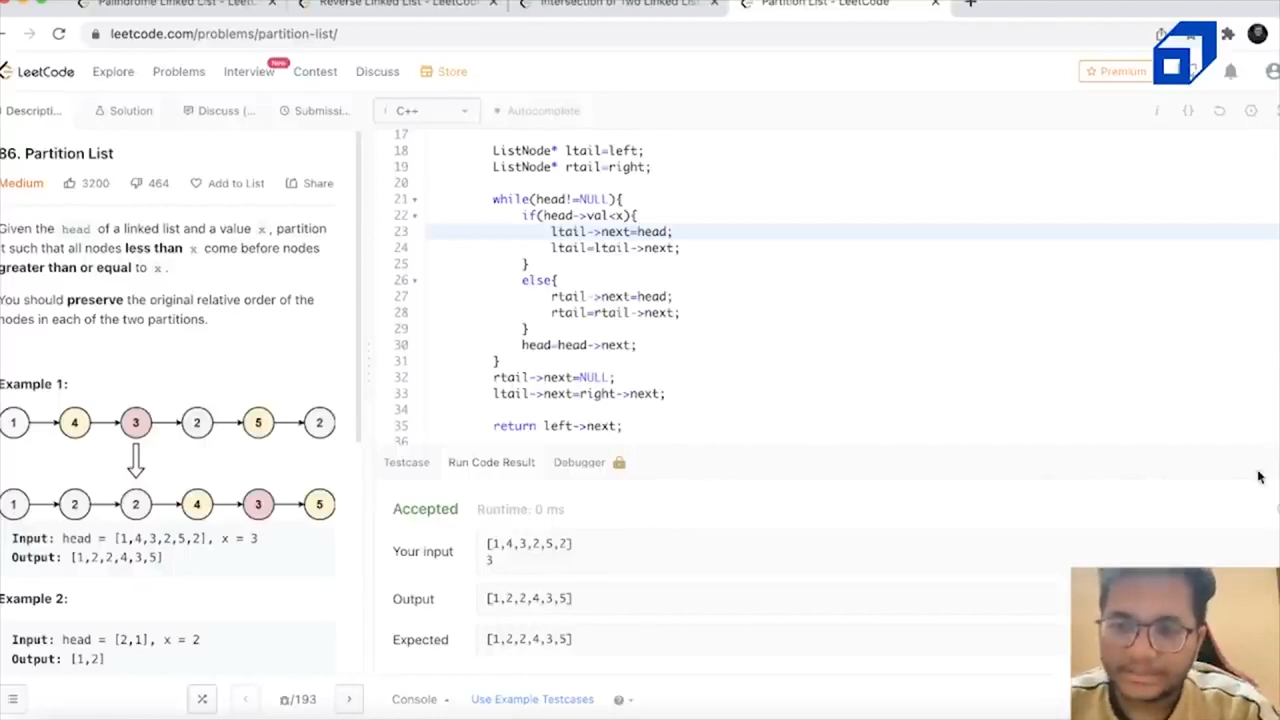 Palindrome Linked List - LeetC
Reverse Linked List - LeetCod
Intersection of Two Linked List
Partition List - LeetCode
leetcode.com/problems/partition-list/
LeetCode
Explore
Problems
Interview
New
Contest
Discuss
Store
Premium
Descripti...
Solution
Discuss (...
Submissi...
i
C++
Autocomplete
i
{}
86. Partition List
Medium
3200
464
Add to List
Share
Given the head of a linked list and a value x, partition
it such that all nodes less than x come before nodes
greater than or equal to x.
You should preserve the original relative order of the
nodes in each of the two partitions.
Example 1:
1 4 3 2 5 2
1 2 2 4 3 5
Input: head = [1,4,3,2,5,2], x = 3
Output: [1,2,2,4,3,5]
Example 2:
Input: head = [2,1], x = 2
Output: [1,2]
/193
17
18 ListNode* ltail=left;
19 ListNode* rtail=right;
20
21 while(head!=NULL){
22 if(head->val<x){
23 ltail->next=head;
24 ltail=ltail->next;
25 }
26 else{
27 rtail->next=head;
28 rtail=rtail->next;
29 }
30 head=head->next;
31 }
32 rtail->next=NULL;
33 ltail->next=right->next;
34
35 return left->next;
36
Testcase
Run Code Result
Debugger
Accepted
Runtime: 0 ms
Your input
[1,4,3,2,5,2]
3
Output
[1,2,2,4,3,5]
Expected
[1,2,2,4,3,5]
Console
Use Example Testcases